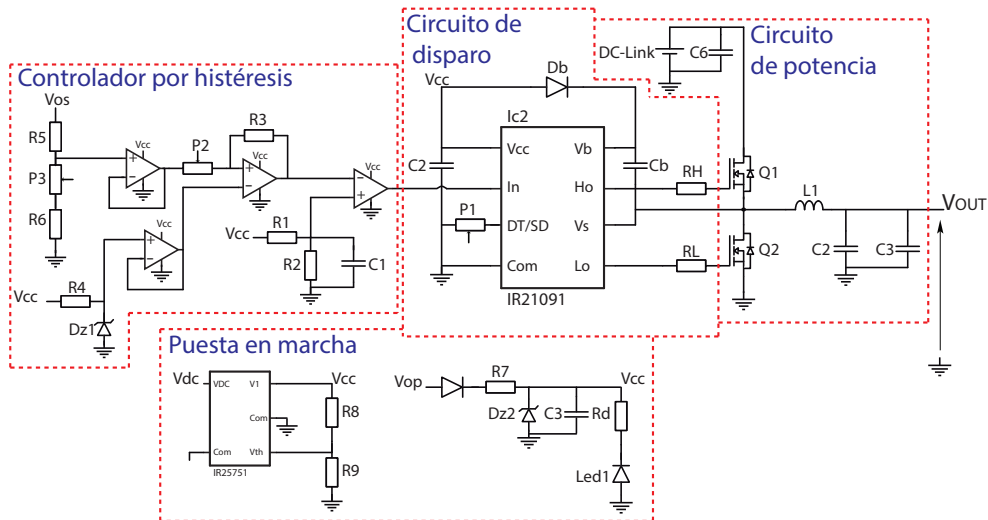 Controlador por histéresis
Vos
R5
P3
R6
Vcc
P2
R3
Vcc
Vcc
Vcc
R4
Vcc
Dz1
Vcc
R1
R2
C1
Circuito de
disparo
Vcc
Db
Ic2
C2
Vcc
Vb
Cb
In
Ho
P1
DT/SD
Vs
Com
Lo
IR21091
RH
RL
Circuito
de potencia
DC-Link
C6
Q1
Q2
L1
C2
C3
VOUT
Puesta en marcha
Vdc
VDC
V1
Vcc
Com
R8
Com
Vth
R9
IR25751
Vop
R7
Vcc
Dz2
C3
Rd
Led1